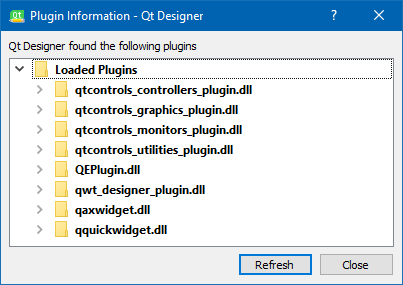 Plugin Information - Qt Designer
Qt Designer found the following plugins
Loaded Plugins
qtcontrols_controllers_plugin.dll
qtcontrols_graphics_plugin.dll
qtcontrols_monitors_plugin.dll
qtcontrols_utilities_plugin.dll
QEPlugin.dll
qwt_designer_plugin.dll
qaxwidget.dll
qquickwidget.dll
Refresh Close